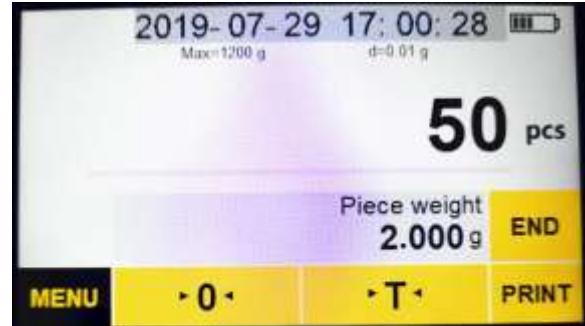 2019-07-29 17:00:28
Max=1200 g d=0.01 g
50 pcs
Piece weight
2.000 g
END
MENU
▸0◂
▸T◂
PRINT